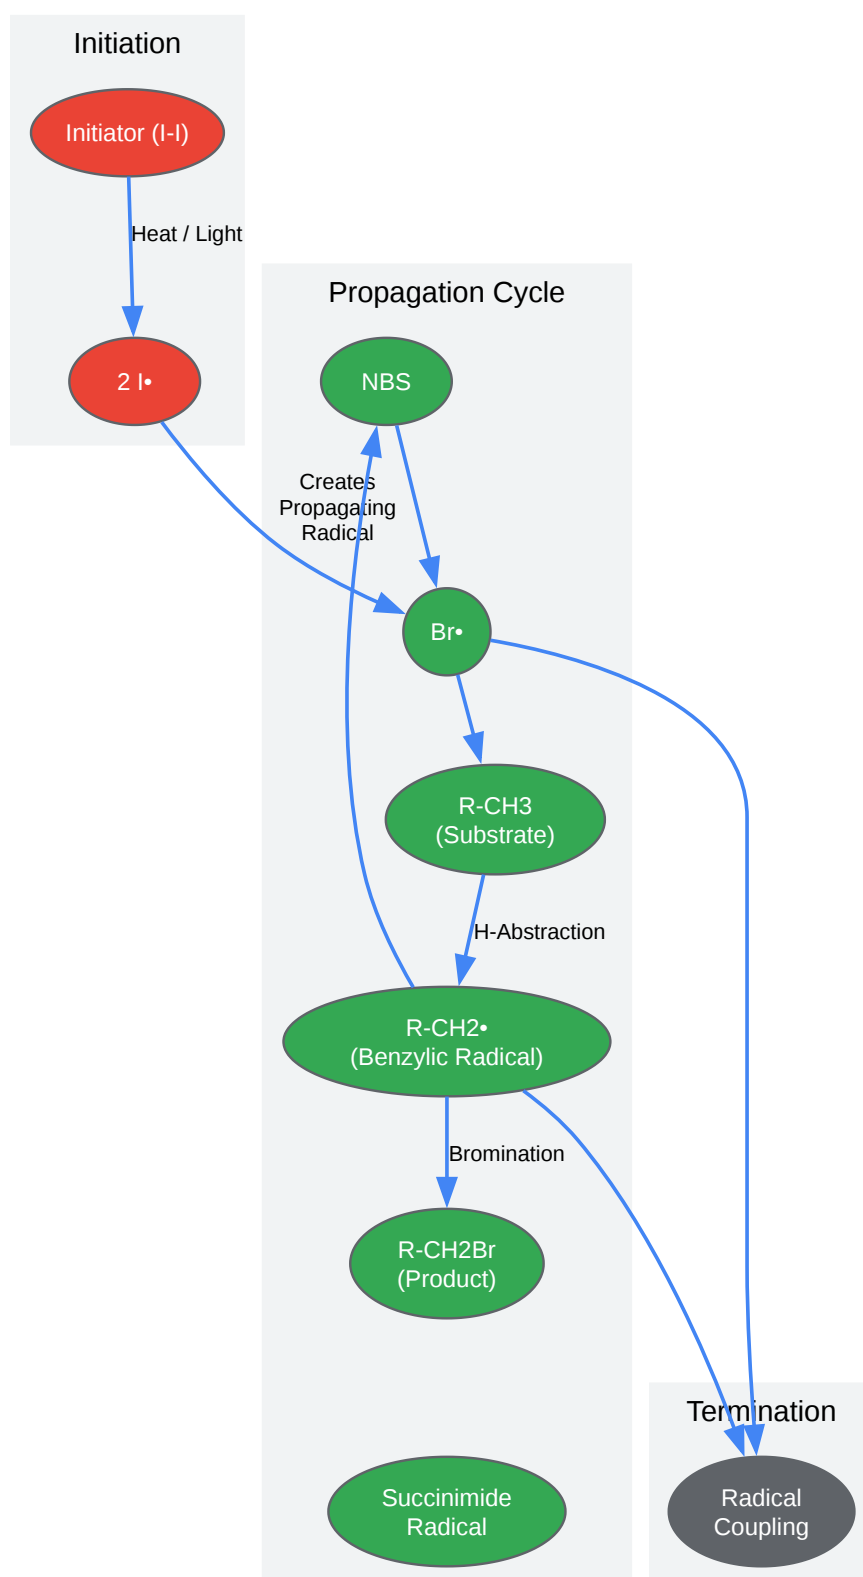 Initiation
Initiator (I-I)
Heat / Light
2 I•
Propagation Cycle
NBS
Creates
Propagating
Radical
Br•
R-CH3
(Substrate)
H-Abstraction
R-CH2•
(Benzylic Radical)
Bromination
R-CH2Br
(Product)
Succinimide
Radical
Termination
Radical
Coupling